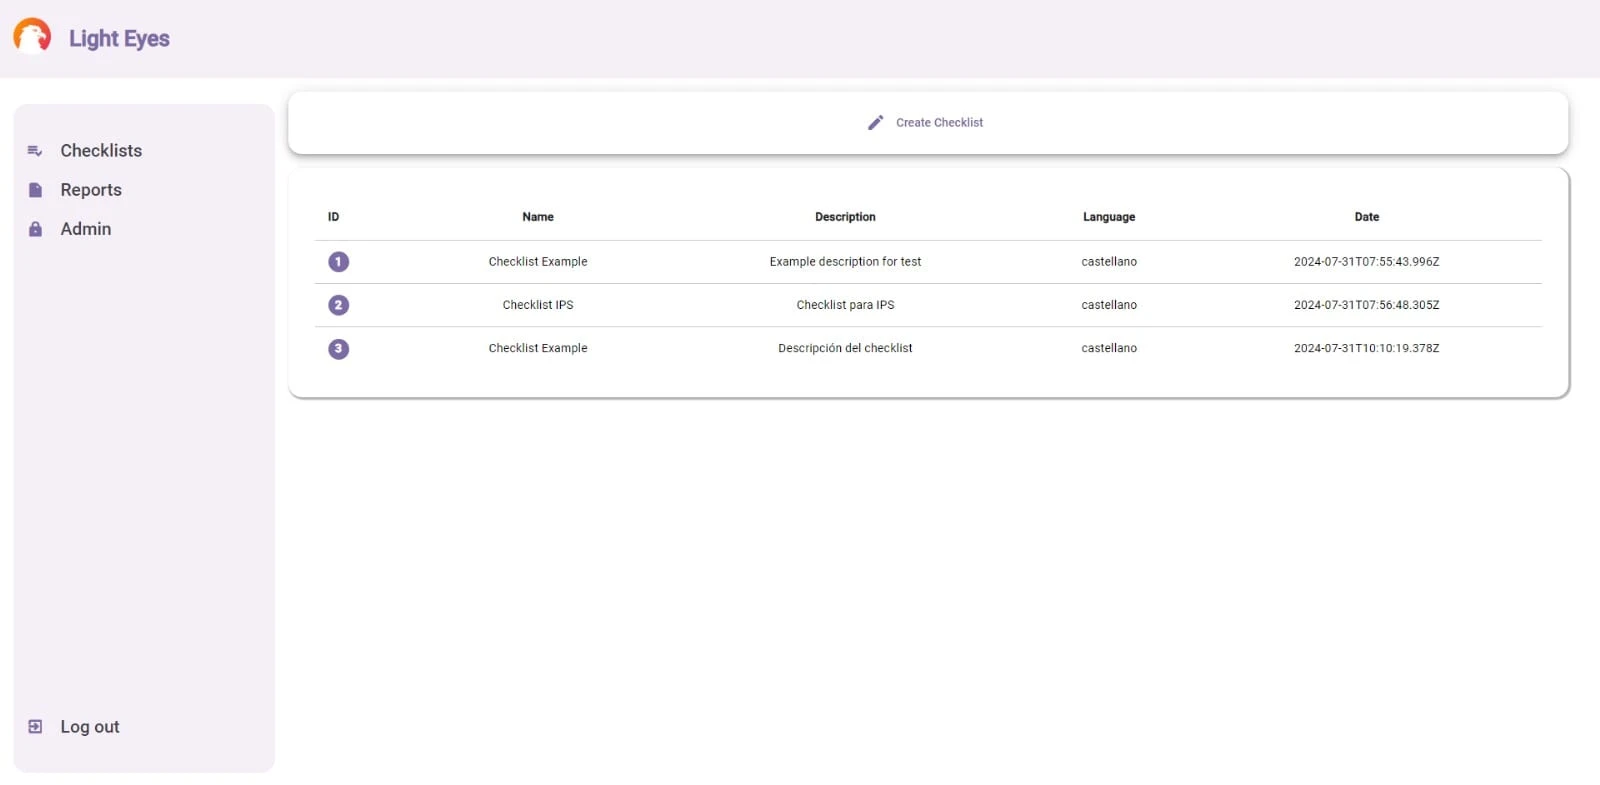 Light Eyes
Checklists
Reports
Admin
Log out
Create Checklist
ID Name Description Language Date
1 Checklist Example Example description for test castellano 2024-07-31T07:55:43.996Z
2 Checklist IPS Checklist para IPS castellano 2024-07-31T07:56:48.305Z
3 Checklist Example Descripción del checklist castellano 2024-07-31T10:10:19.378Z